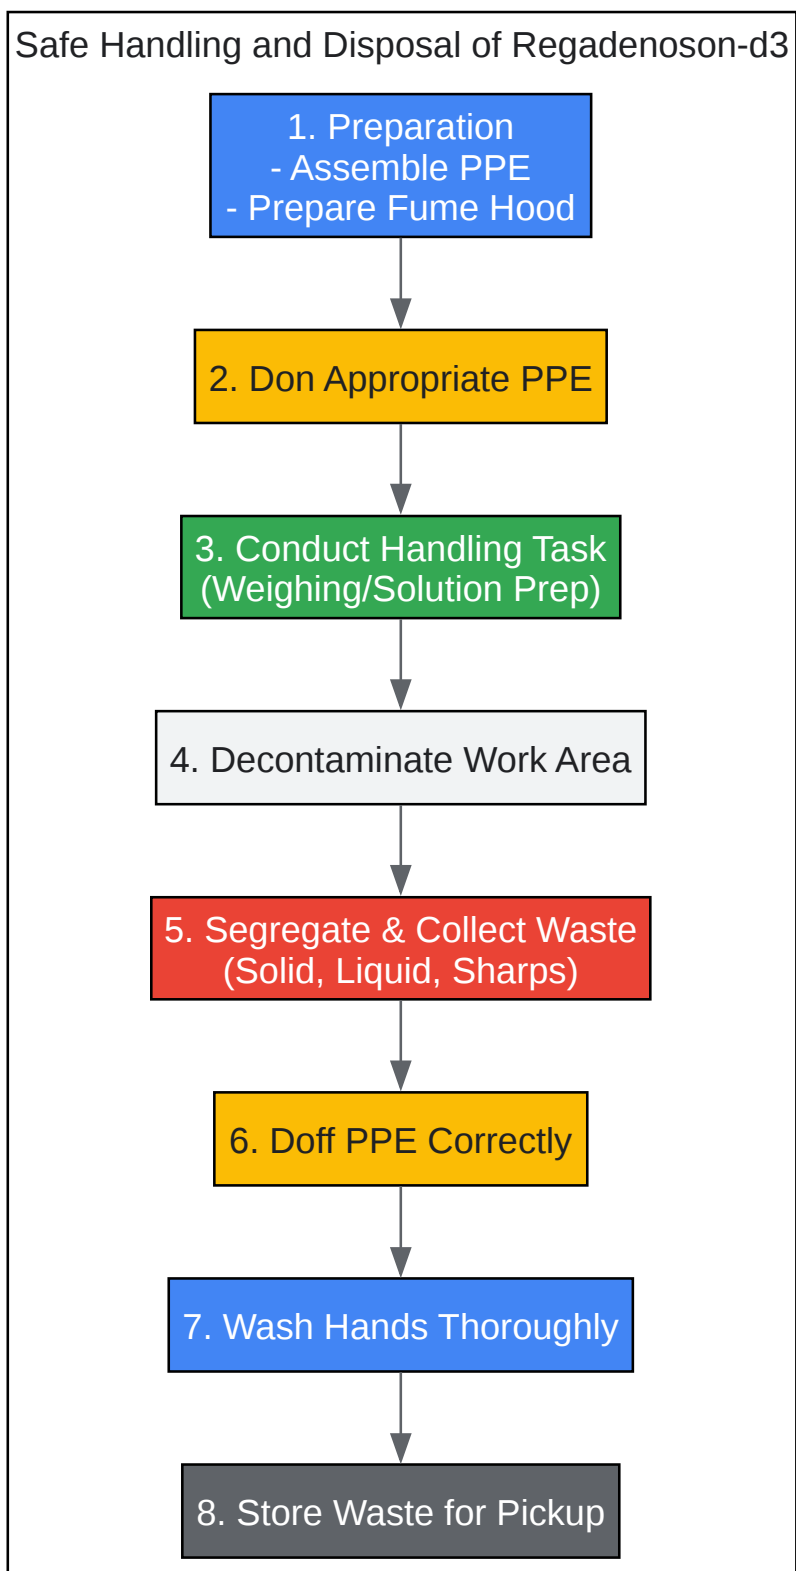 Safe Handling and Disposal of Regadenoson-d3
1. Preparation
- Assemble PPE
- Prepare Fume Hood
2. Don Appropriate PPE
3. Conduct Handling Task
(Weighing/Solution Prep)
4. Decontaminate Work Area
5. Segregate & Collect Waste
(Solid, Liquid, Sharps)
6. Doff PPE Correctly
7. Wash Hands Thoroughly
8. Store Waste for Pickup